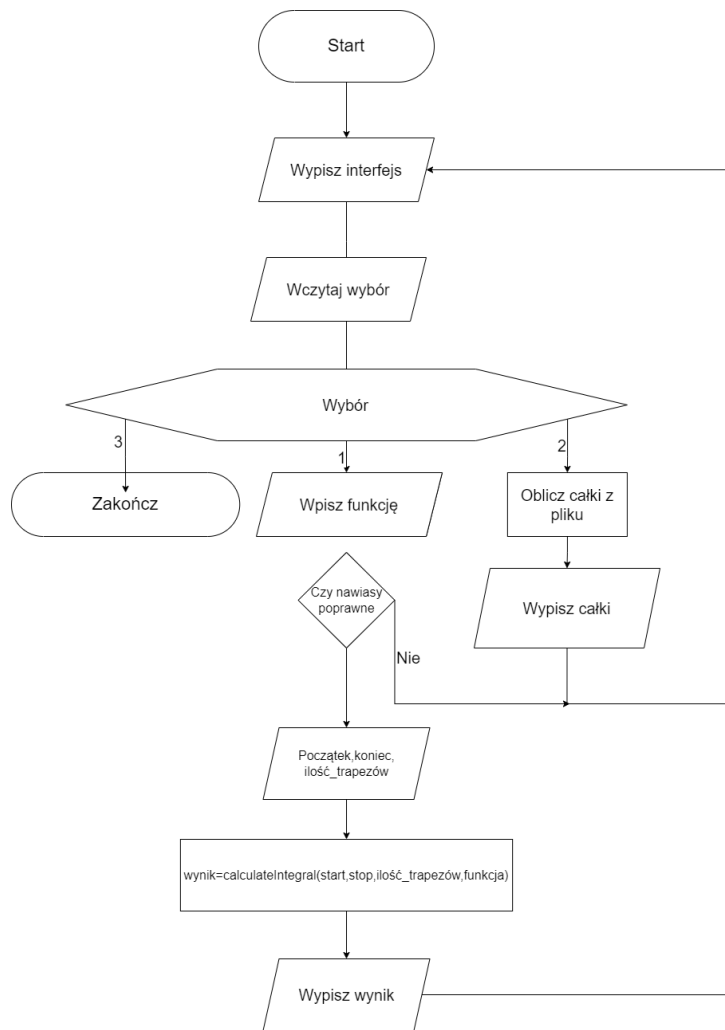 Start
Wypisz interfejs
Wczytaj wybór
Wybór
3
1
2
Zakończ
Wpisz funkcję
Oblicz całki z
pliku
Czy nawiasy
poprawne
Wypisz całki
Nie
Początek,koniec,
ilość_trapezów
wynik=calculateIntegral(start,stop,ilość_trapezów,funkcja)
Wypisz wynik